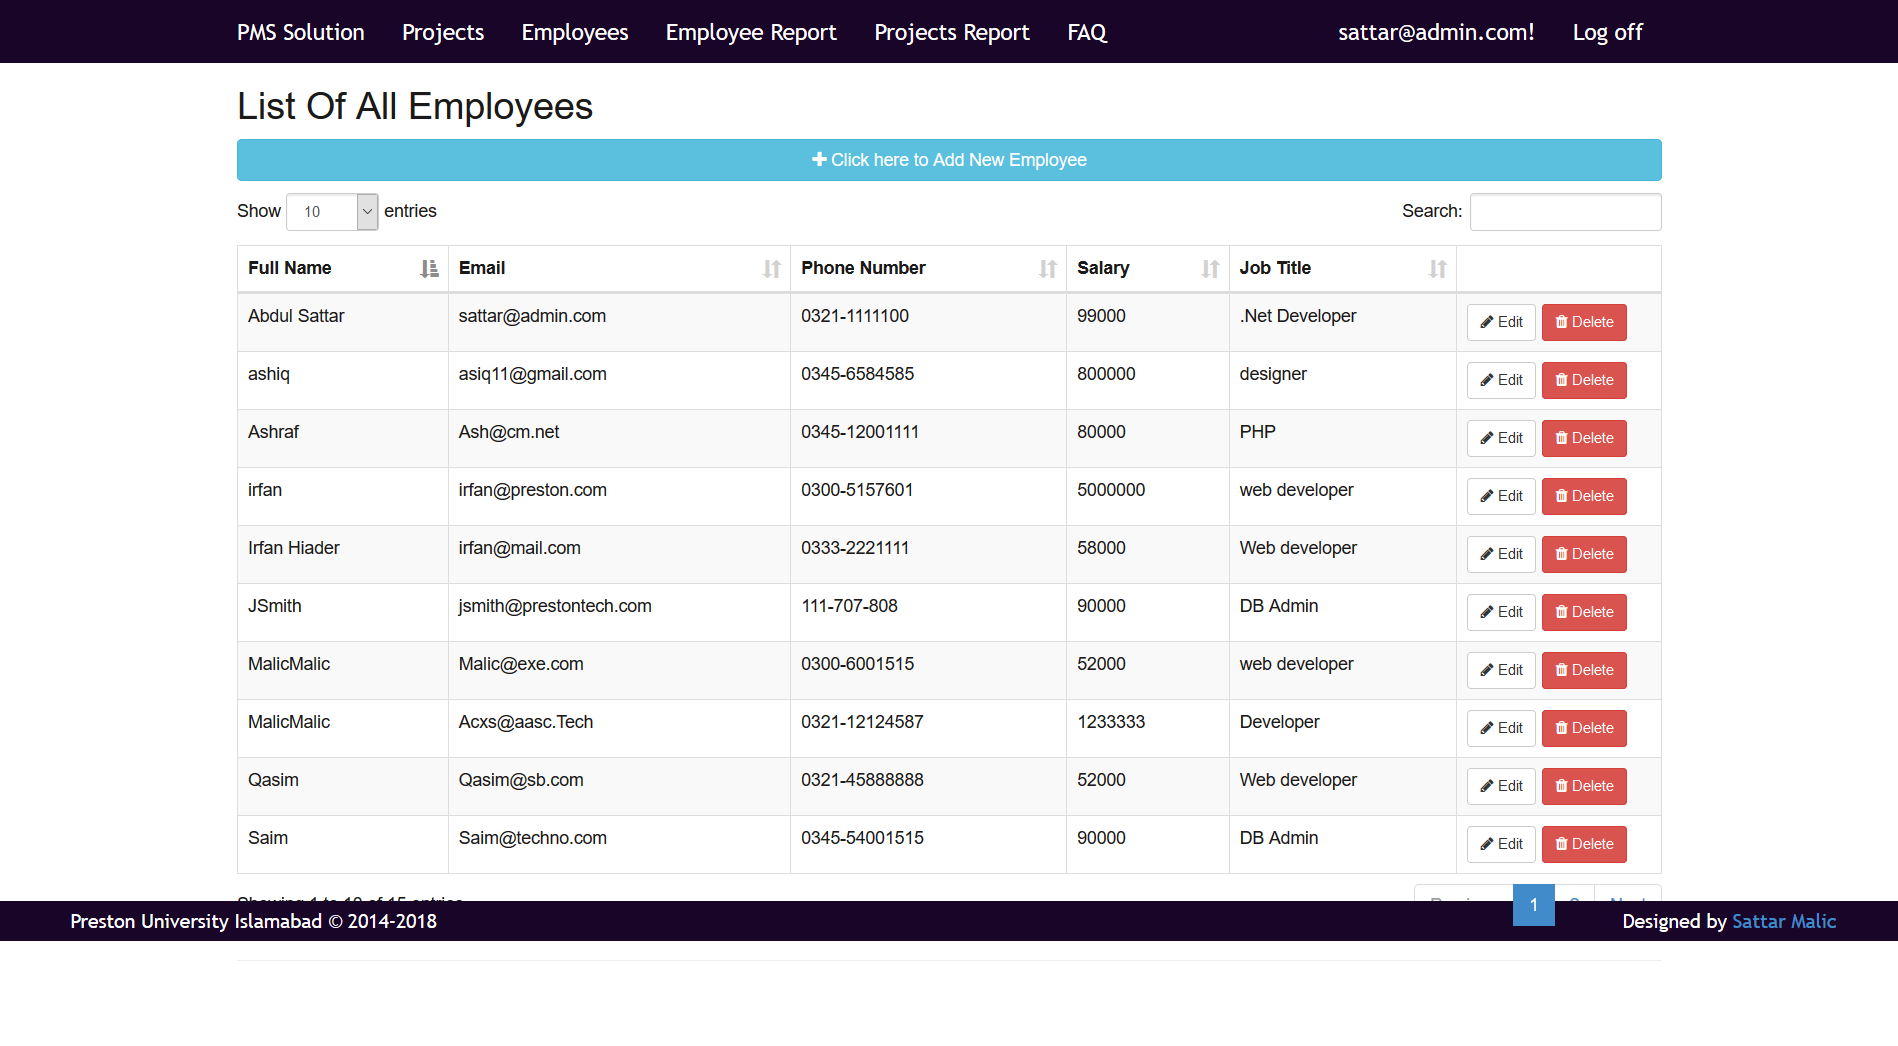 PMS Solution Projects Employees Employee Report Projects Report FAQ sattar@admin.com! Log off
List Of All Employees
Click here to Add New Employee
Show 10 entries Search:
Full Name Email Phone Number Salary Job Title
Abdul Sattar sattar@admin.com 0321-1111100 99000 .Net Developer Edit Delete
ashiq asiq11@gmail.com 0345-6584585 800000 designer Edit Delete
Ashraf Ash@cm.net 0345-12001111 80000 PHP Edit Delete
irfan irfan@preston.com 0300-5157601 5000000 web developer Edit Delete
Irfan Hiader irfan@mail.com 0333-2221111 58000 Web developer Edit Delete
JSmith jsmith@prestontech.com 111-707-808 90000 DB Admin Edit Delete
MalicMalic Malic@exe.com 0300-6001515 52000 web developer Edit Delete
MalicMalic Acxs@aasc.Tech 0321-12124587 1233333 Developer Edit Delete
Qasim Qasim@sb.com 0321-45888888 52000 Web developer Edit Delete
Saim Saim@techno.com 0345-54001515 90000 DB Admin Edit Delete
Showing 1 to 10 of 15 entries 1
Preston University Islamabad © 2014-2018 Designed by Sattar Malic